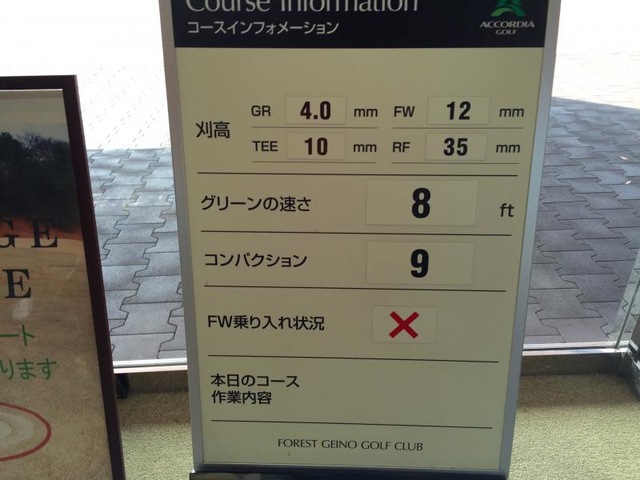 Course Information
コースインフォメーション
ACCORDIA
GOLF
刈高
GR 4.0 mm FW 12 mm
TEE 10 mm RF 35 mm
グリーンの速さ 8 ft
コンパクション 9
FW乗り入れ状況 ×
本日のコース
作業内容
FOREST GEINO GOLF CLUB
GE
E
ート
ります